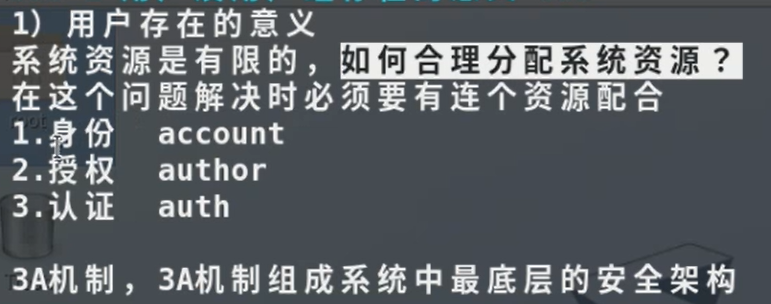 1）用户存在的意义
系统资源是有限的，如何合理分配系统资源？
在这个问题解决时必须要有连个资源配合
1.身份 account
2.授权 author
3.认证 auth
3A机制，3A机制组成系统中最底层的安全架构